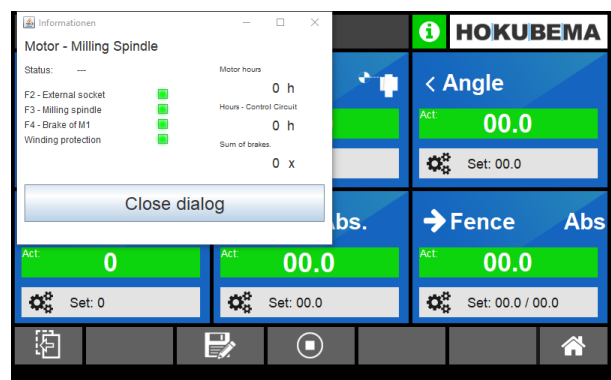 Informationen
Motor - Milling Spindle
Status: ---
F2 - External socket
F3 - Milling spindle
F4 - Brake of M1
Winding protection
Motor hours
0 h
Hours - Control Circuit
0 h
Sum of brakes.
0 x
Close dialog
i HOKUBEMA
< Angle
Act: 00.0
Set: 00.0
bs.
Fence Abs
Act: 0
Set: 0
Act: 00.0
Set: 00.0
Act: 00.0
Set: 00.0 / 00.0